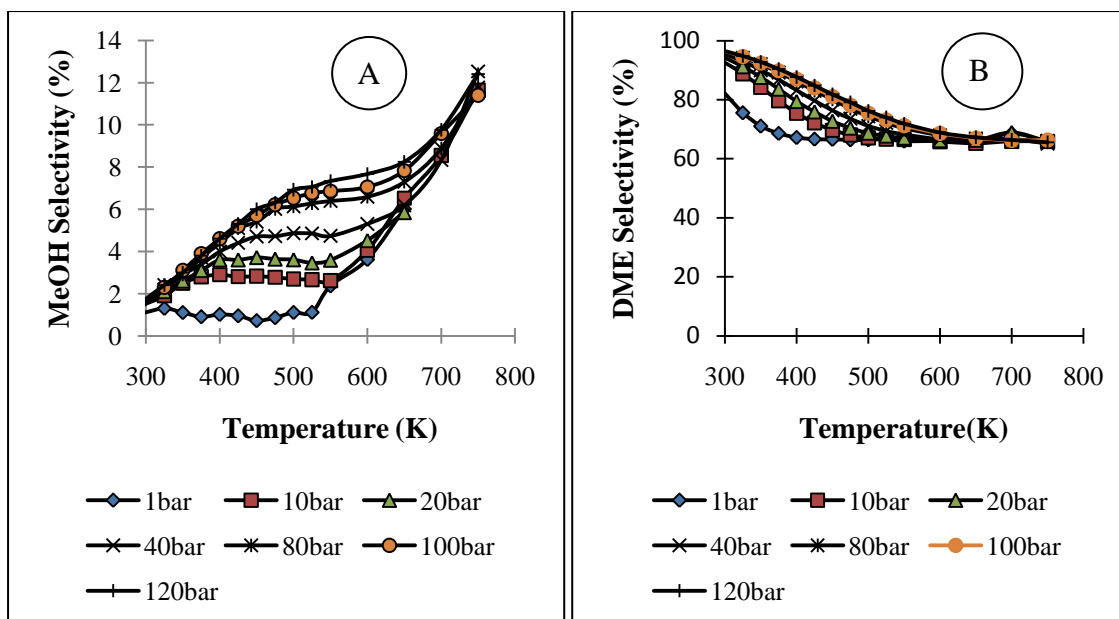 A
MeOH Selectivity (%)
14
12
10
8
6
4
2
0
300 400 500 600 700 800
Temperature (K)
1bar 10bar 20bar
40bar 80bar 100bar
120bar
B
DME Selectivity (%)
100
80
60
40
20
0
300 400 500 600 700 800
Temperature(K)
1bar 10bar 20bar
40bar 80bar 100bar
120bar